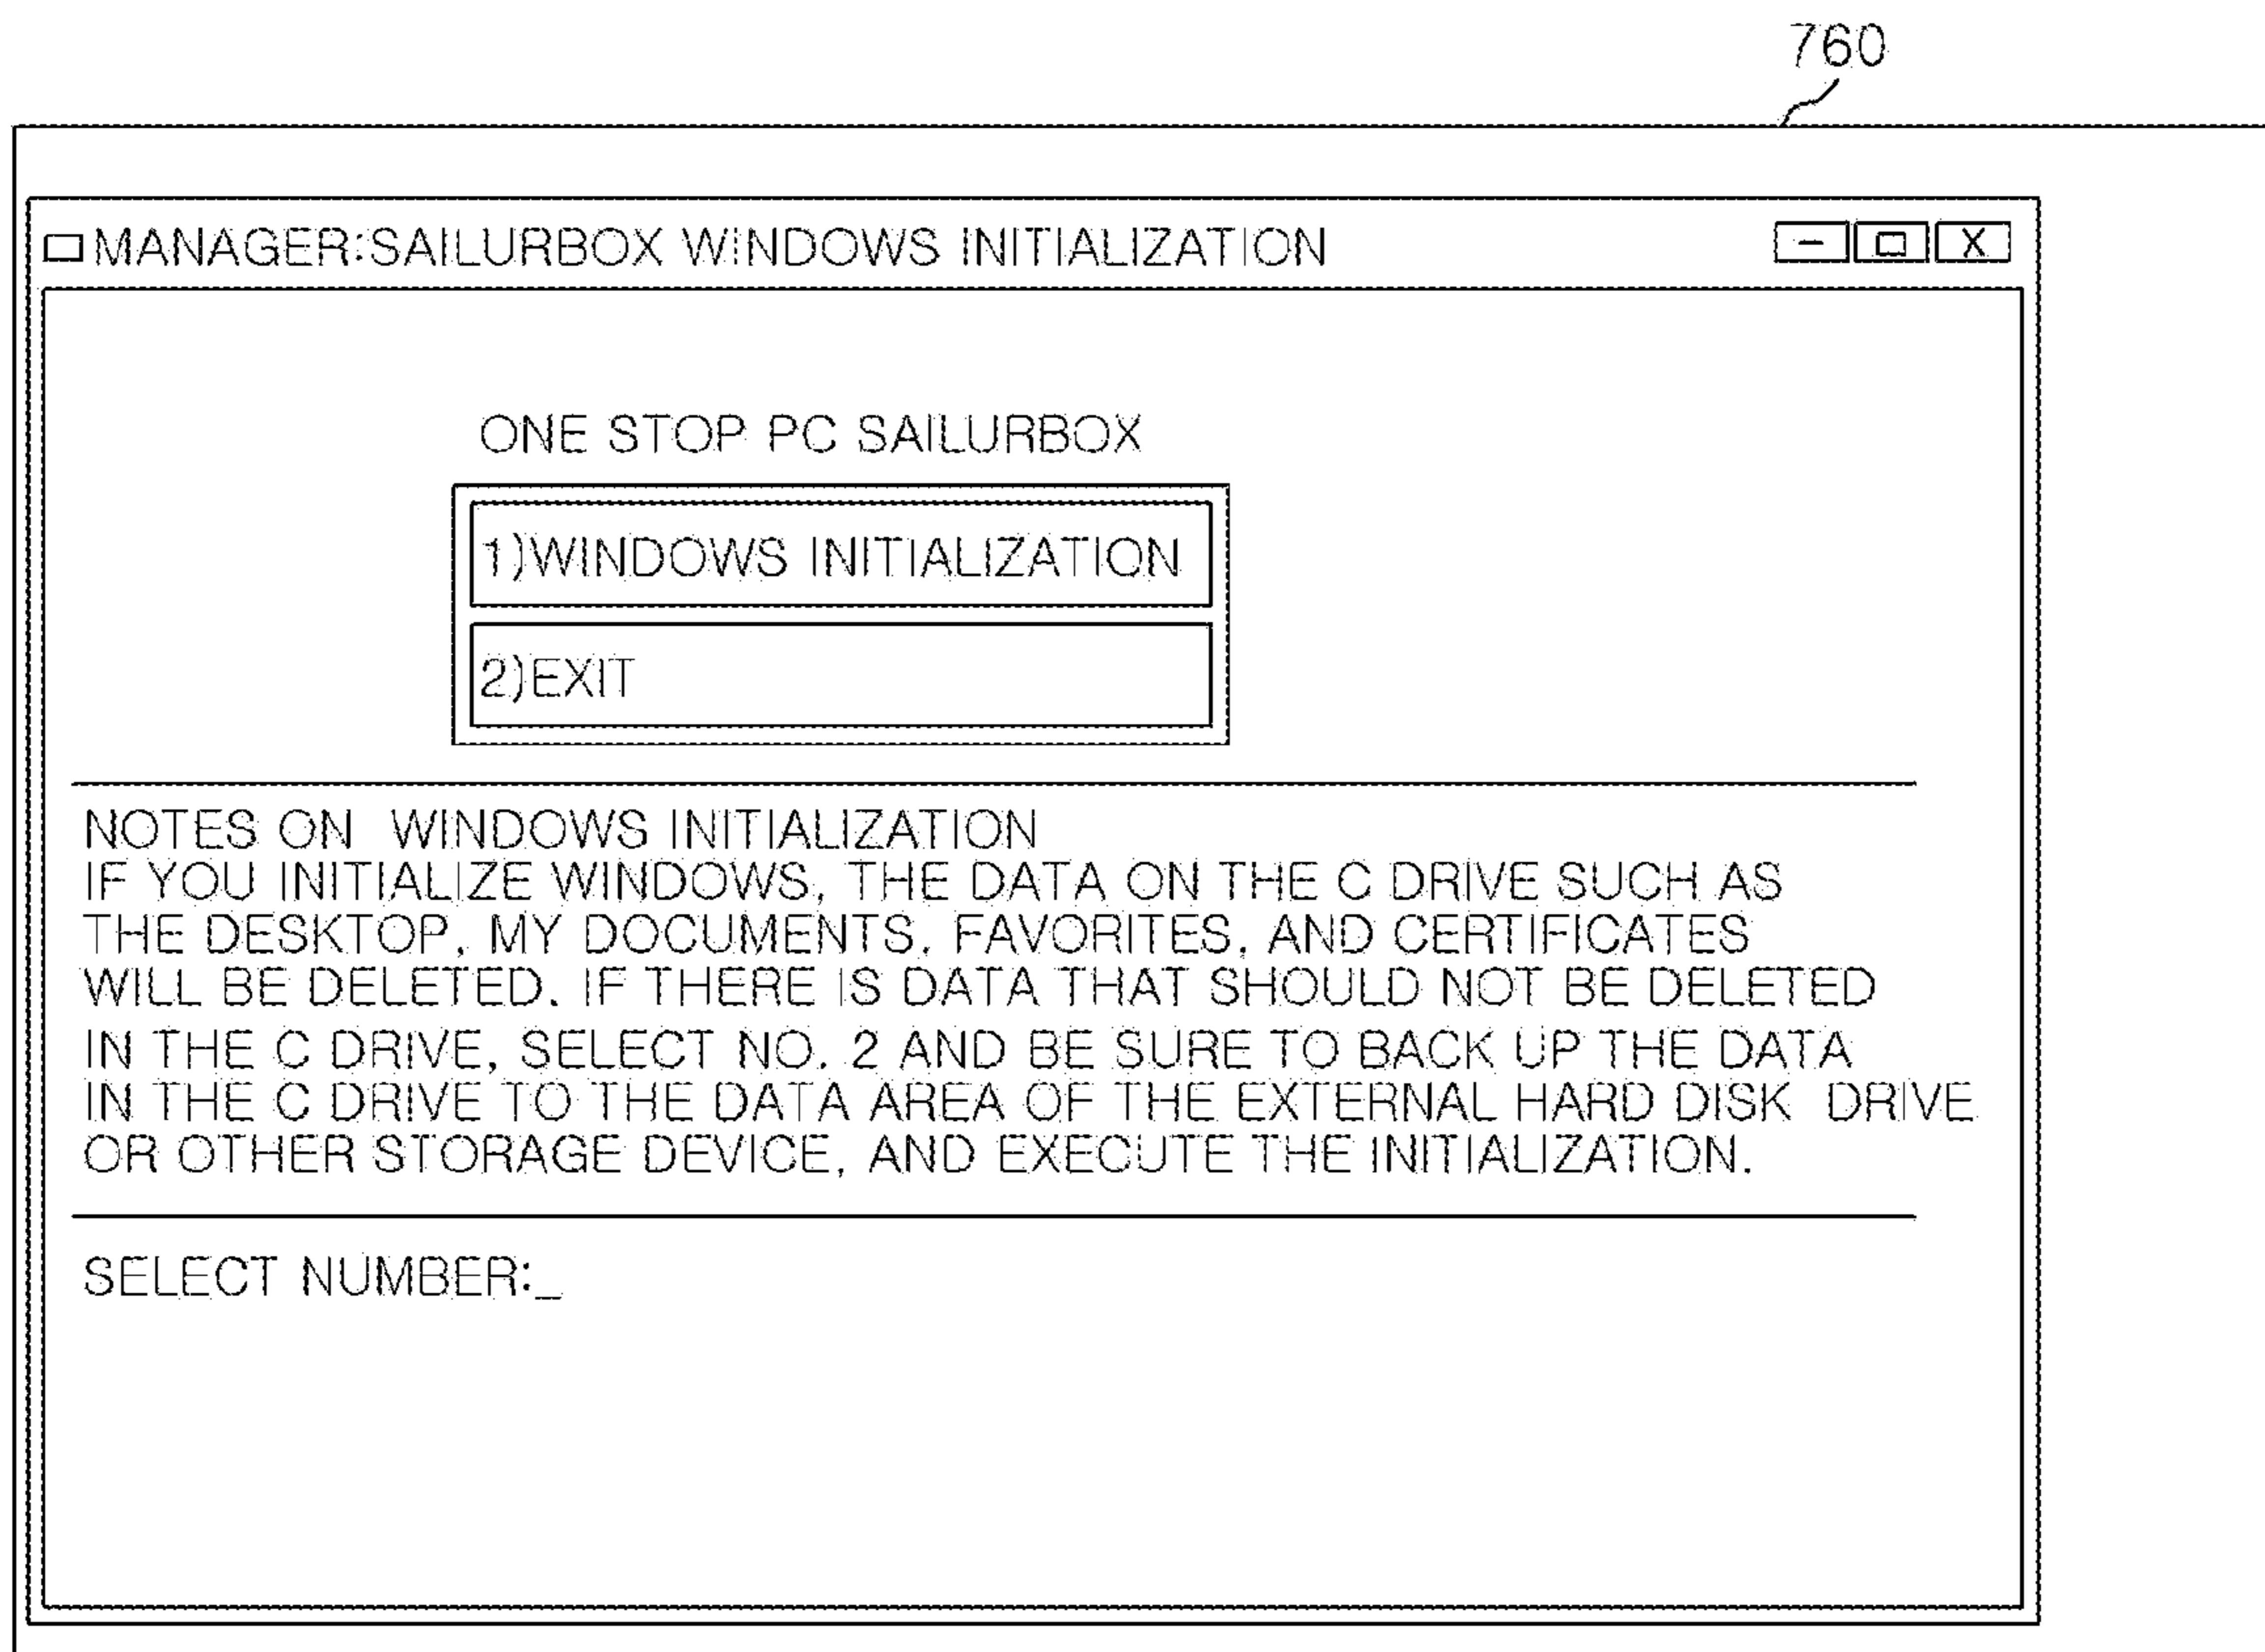 760
MANAGER:SAILURBOX WINDOWS INITIALIZATION
ONE STOP PC SAILURBOX
1)WINDOWS INITIALIZATION
2)EXIT
NOTES ON WINDOWS INITIALIZATION
IF YOU INITIALIZE WINDOWS, THE DATA ON THE C DRIVE SUCH AS
THE DESKTOP, MY DOCUMENTS, FAVORITES, AND CERTIFICATES
WILL BE DELETED. IF THERE IS DATA THAT SHOULD NOT BE DELETED
IN THE C DRIVE, SELECT NO. 2 AND BE SURE TO BACK UP THE DATA
IN THE C DRIVE TO THE DATA AREA OF THE EXTERNAL HARD DISK DRIVE
OR OTHER STORAGE DEVICE, AND EXECUTE THE INITIALIZATION.
SELECT NUMBER:_